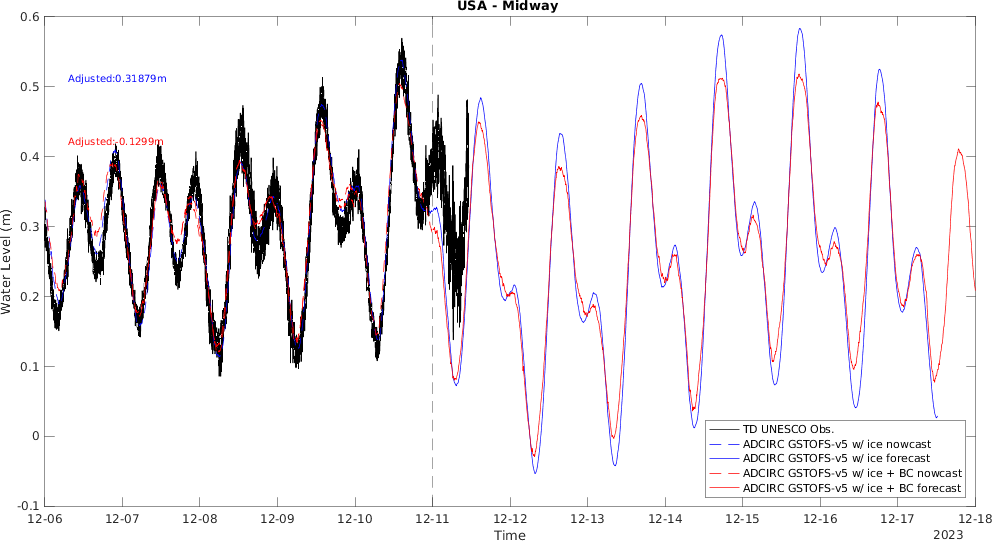 USA - Midway
0.6
0.5
0.4
0.3
0.2
0.1
0
-0.1
Water Level (m)
Adjusted:0.31879m
Adjusted:-0.1299m
TD UNESCO Obs.
ADCIRC GSTOFS-v5 w/ ice nowcast
ADCIRC GSTOFS-v5 w/ ice forecast
ADCIRC GSTOFS-v5 w/ ice + BC nowcast
ADCIRC GSTOFS-v5 w/ ice + BC forecast
12-06 12-07 12-08 12-09 12-10 12-11 12-12 12-13 12-14 12-15 12-16 12-17 12-18
Time
2023